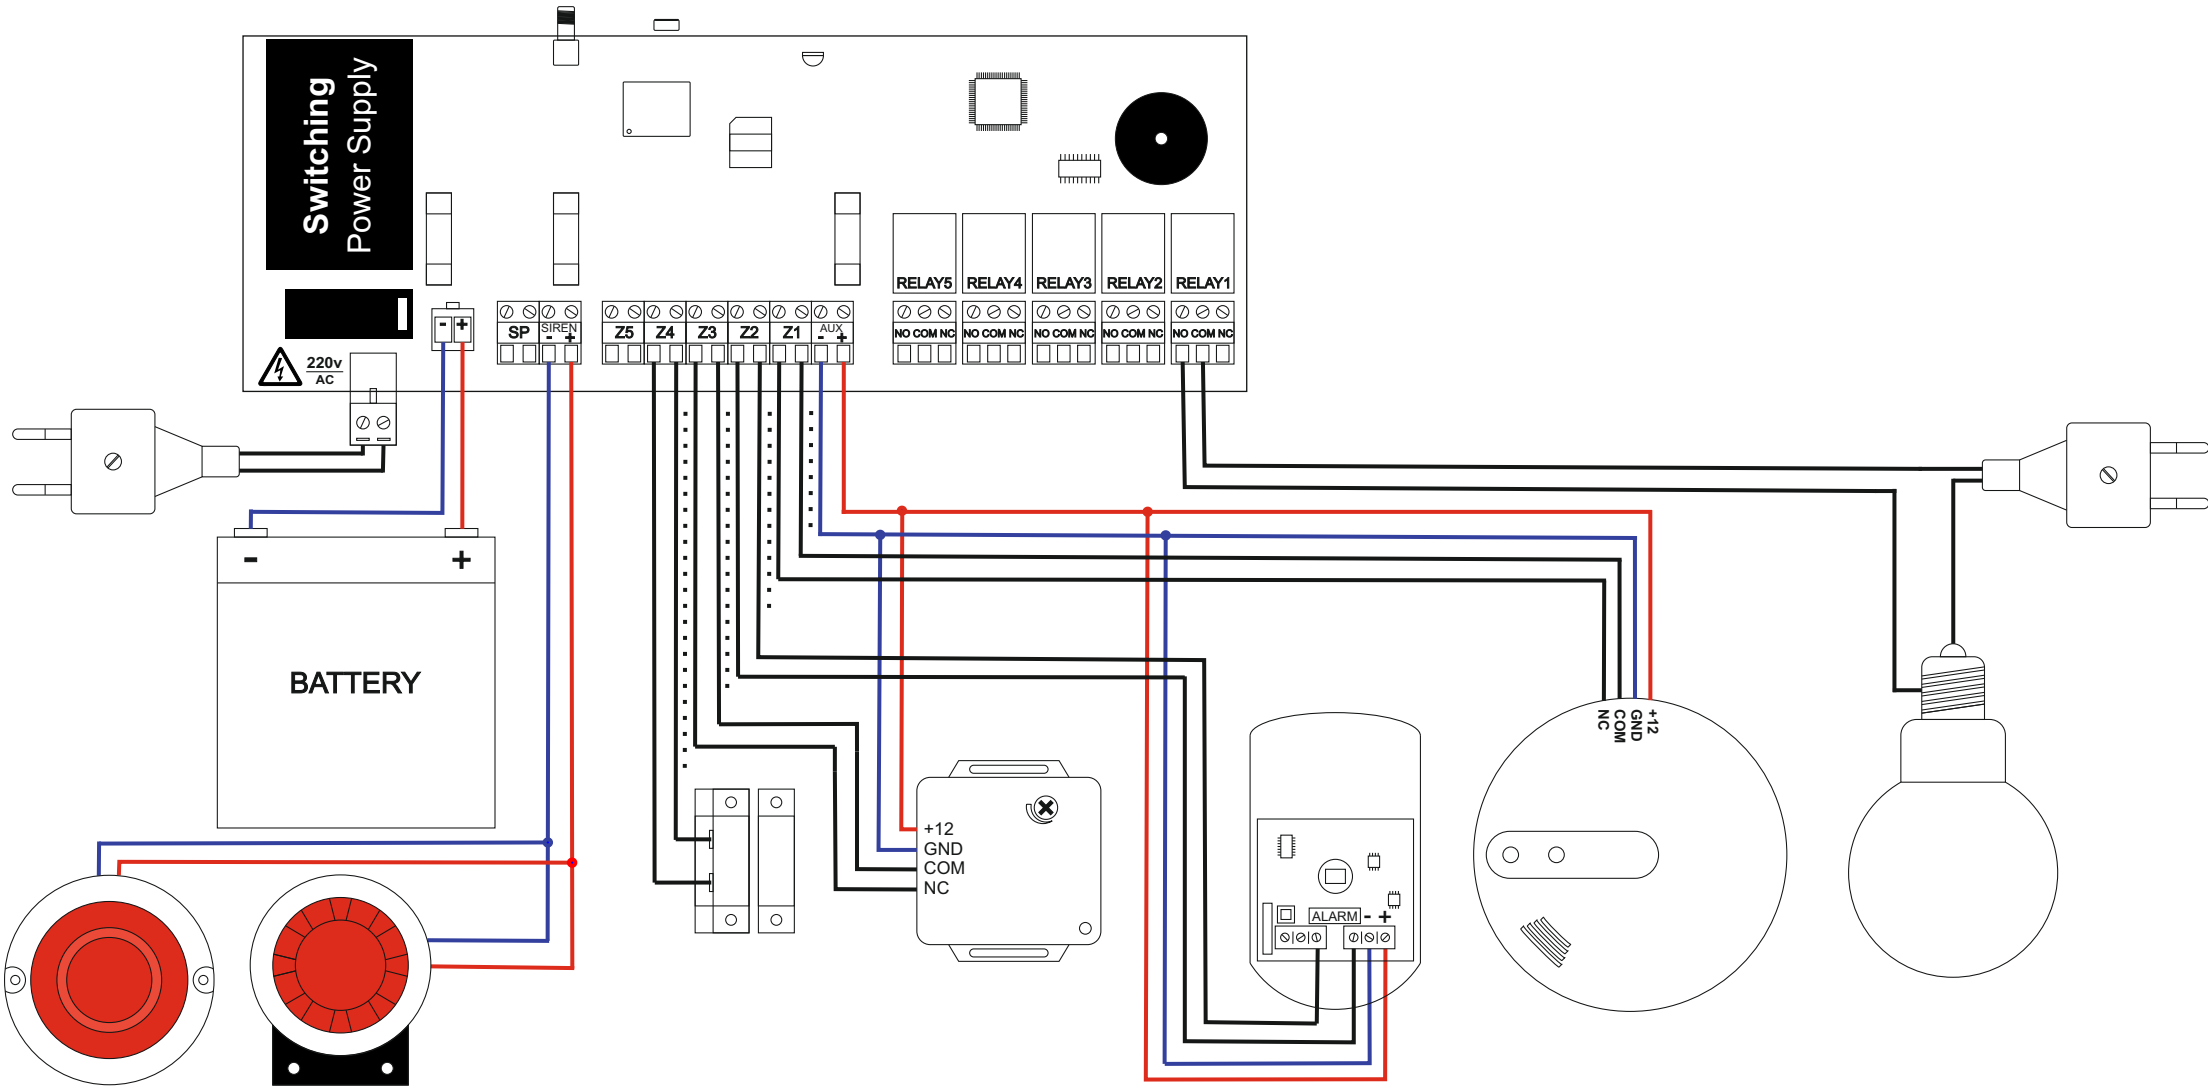 Switching
Power Supply
RELAY5 RELAY4 RELAY3 RELAY2 RELAY1
SP SIREN - + Z5 Z4 Z3 Z2 Z1 AUX - +
NO COM NC NO COM NC NO COM NC NO COM NC NO COM NC
- +
220v
AC
- +
BATTERY
NC
COM
GND
+12
+12
GND
COM
NC
ALARM - +